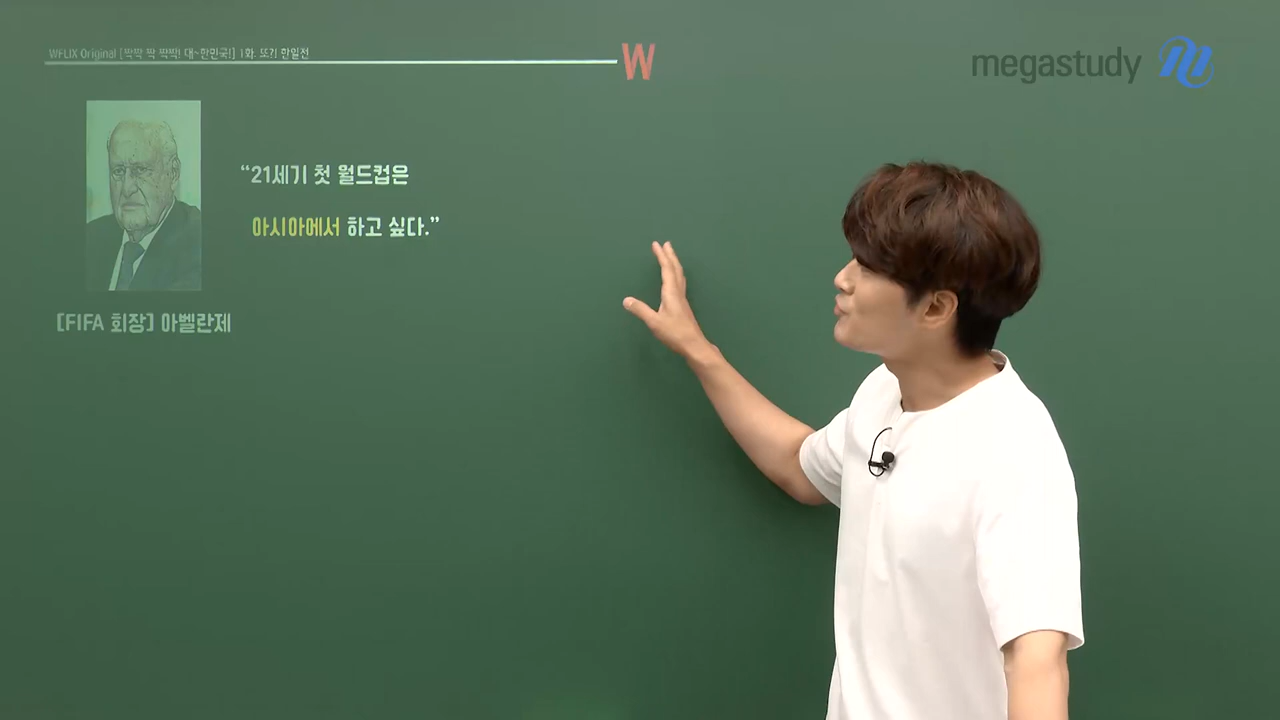 WFLIX Original [짝짝 짝 짝짝! 대~한민국!] 1화. 또?! 한일전
W
megastudy
“21세기 첫 월드컵은
아시아에서 하고 싶다.”
[FIFA 회장] 아벨란제